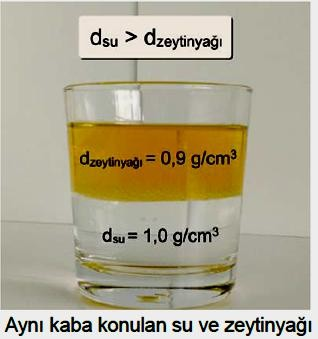 dsu > dzeytinyağı
dzeytinyağı = 0,9 g/cm³
dsu = 1,0 g/cm³
Aynı kaba konulan su ve zeytinyağı